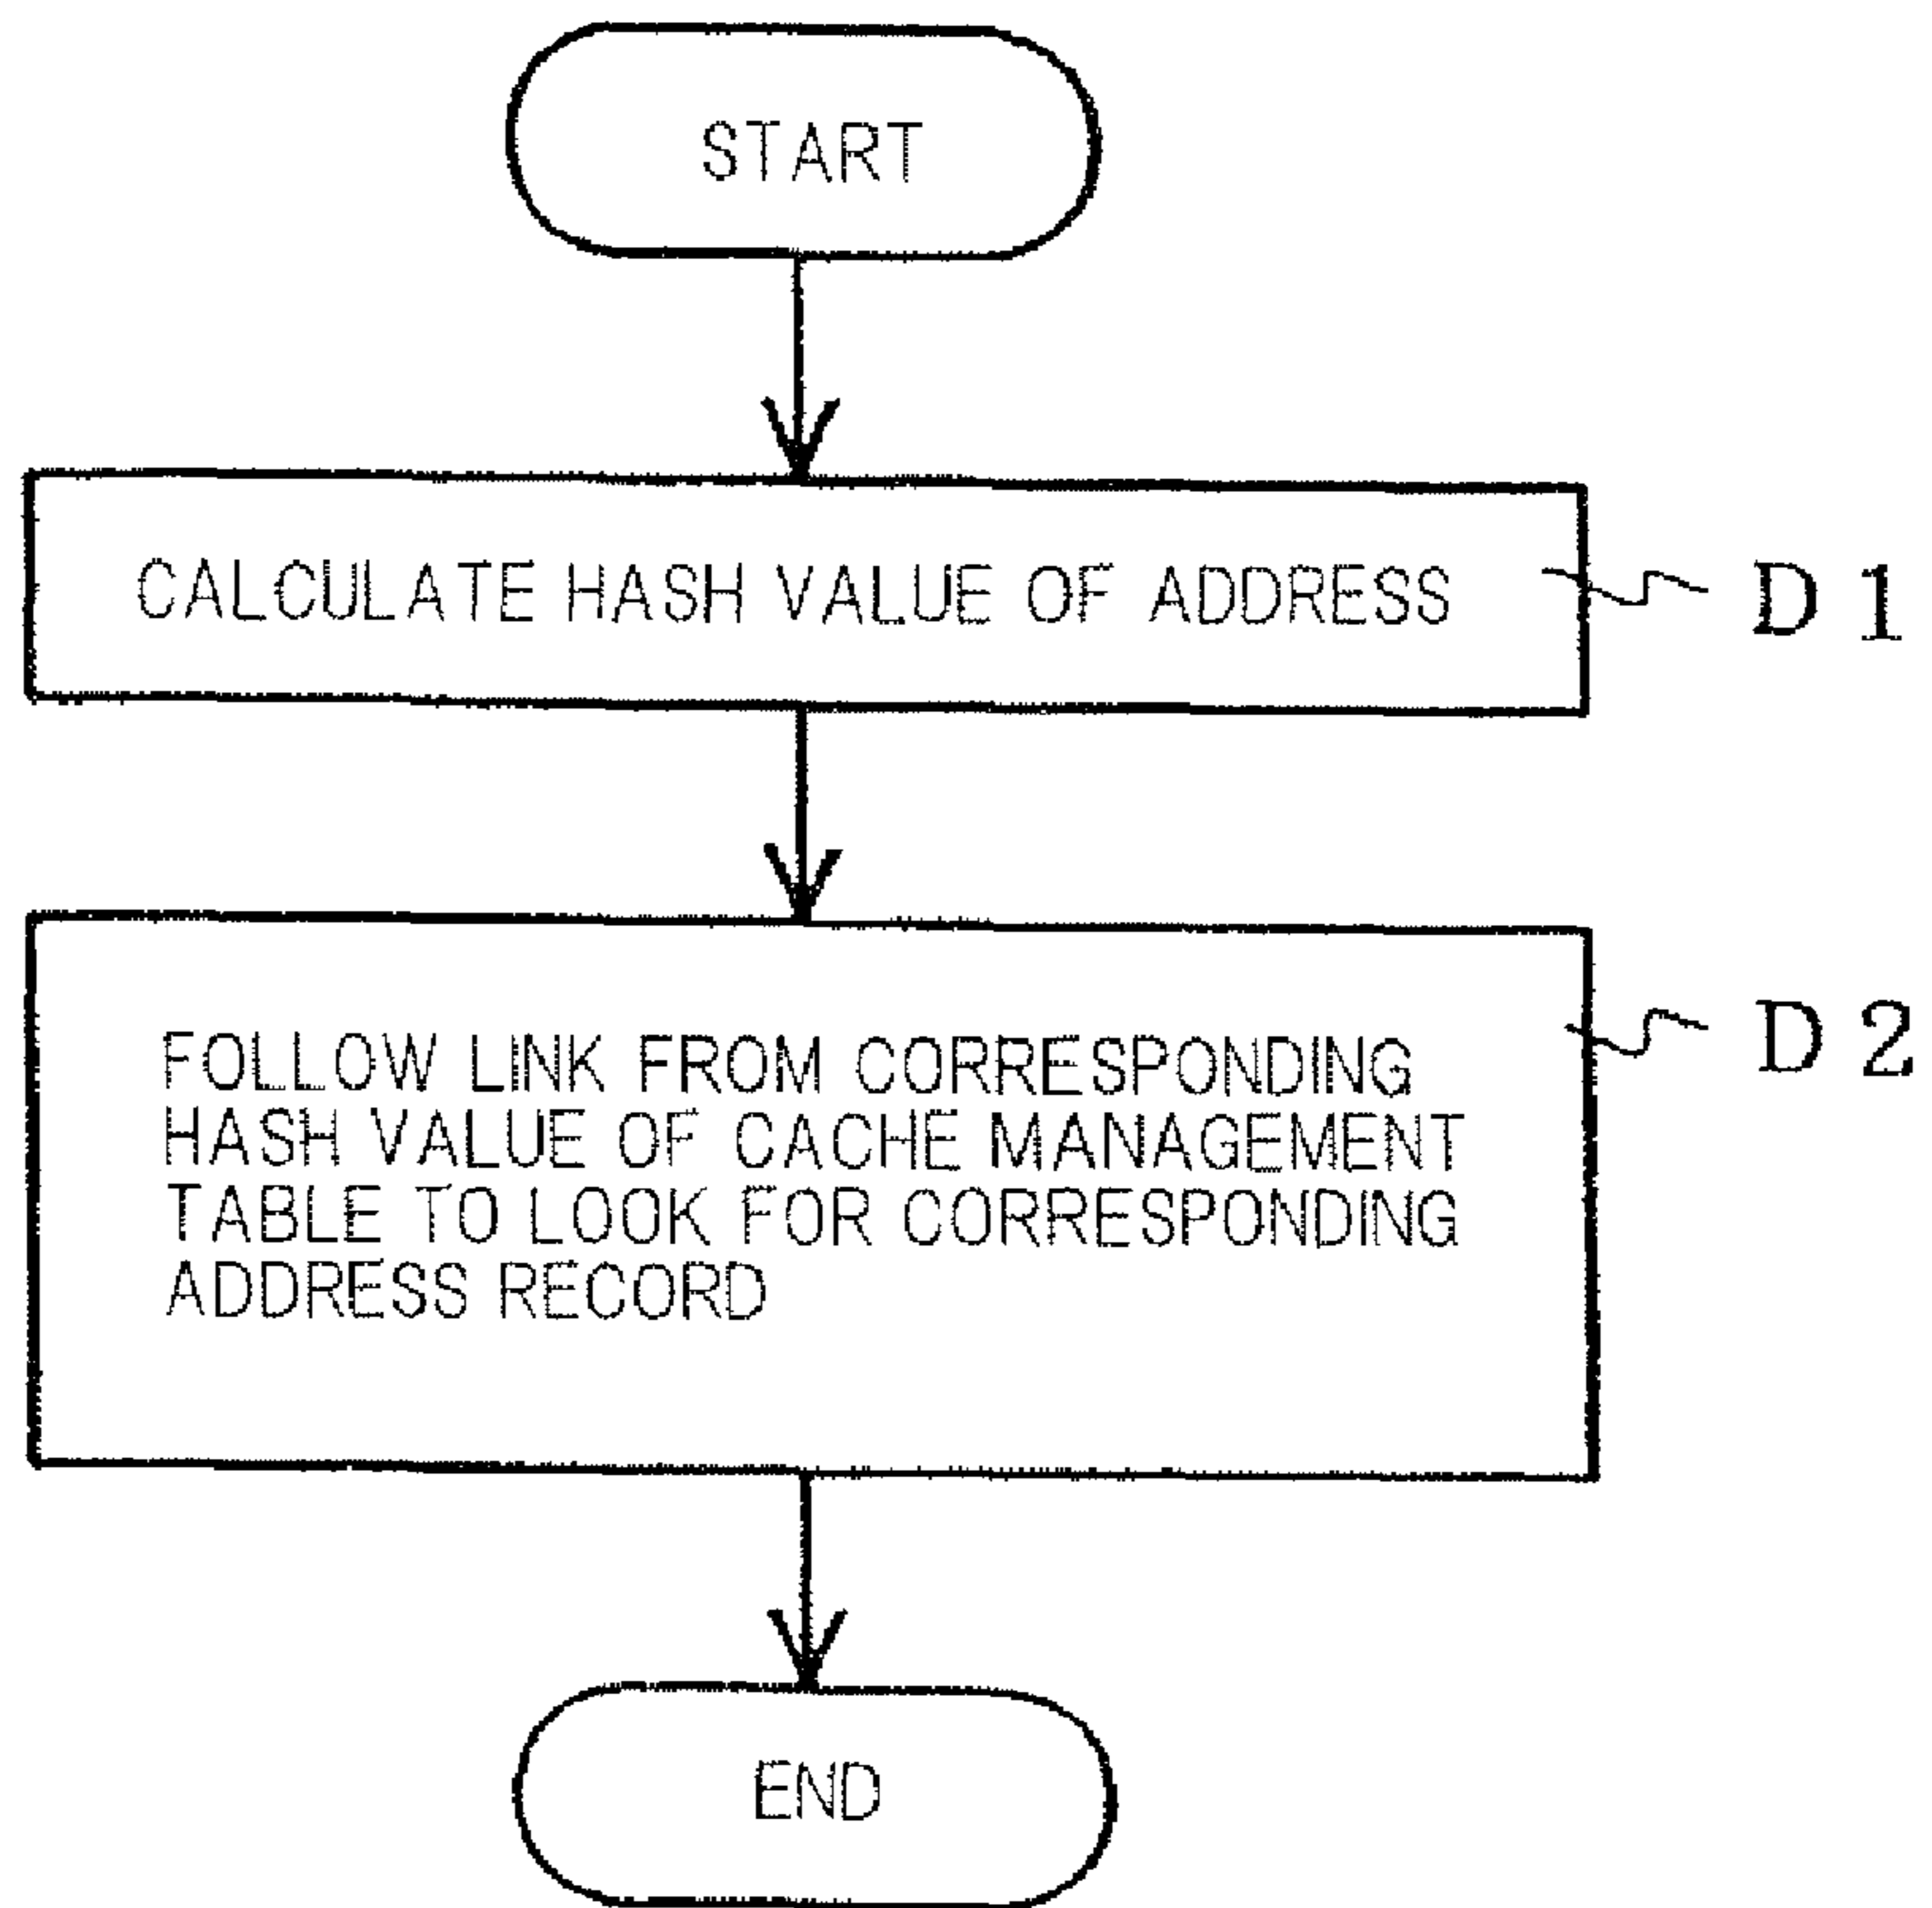 START
CALCULATE HASH VALUE OF ADDRESS
D 1
FOLLOW LINK FROM CORRESPONDING
HASH VALUE OF CACHE MANAGEMENT
TABLE TO LOOK FOR CORRESPONDING
ADDRESS RECORD
D 2
END